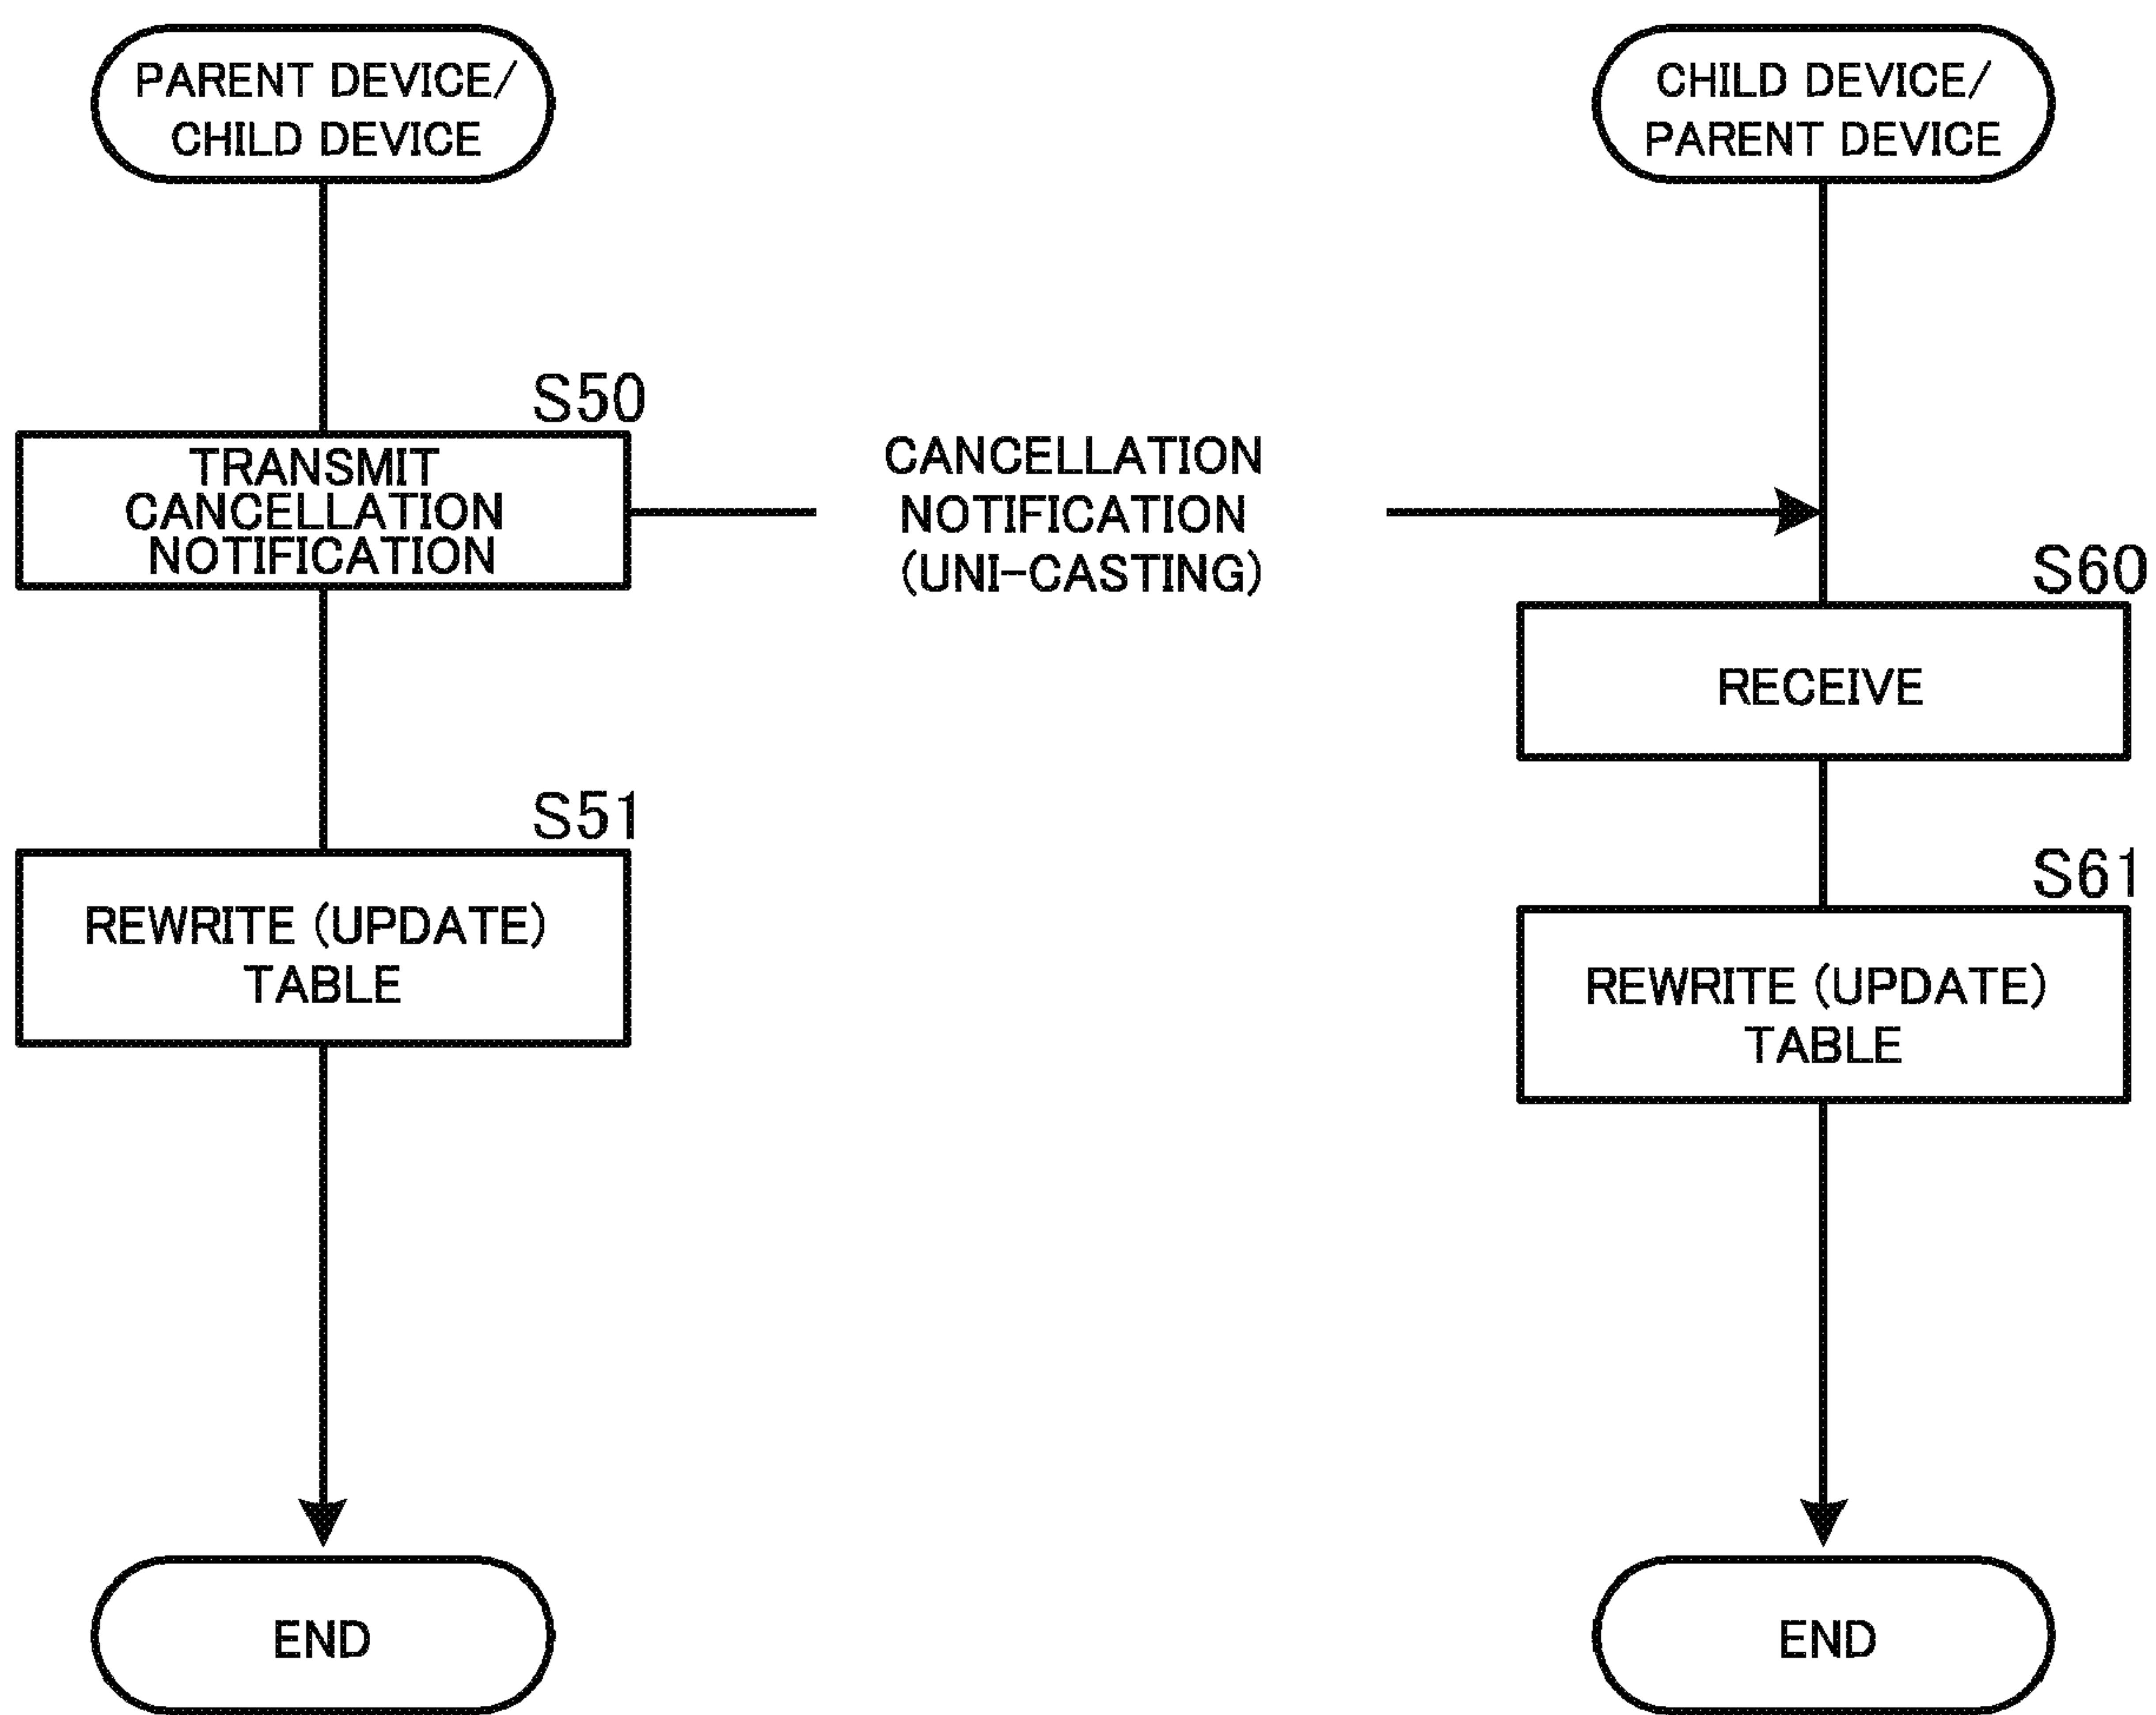 PARENT DEVICE/
CHILD DEVICE
CHILD DEVICE/
PARENT DEVICE
S50
TRANSMIT
CANCELLATION
NOTIFICATION
CANCELLATION
NOTIFICATION
(UNI-CASTING)
S60
RECEIVE
S51
REWRITE (UPDATE)
TABLE
S61
REWRITE (UPDATE)
TABLE
END
END